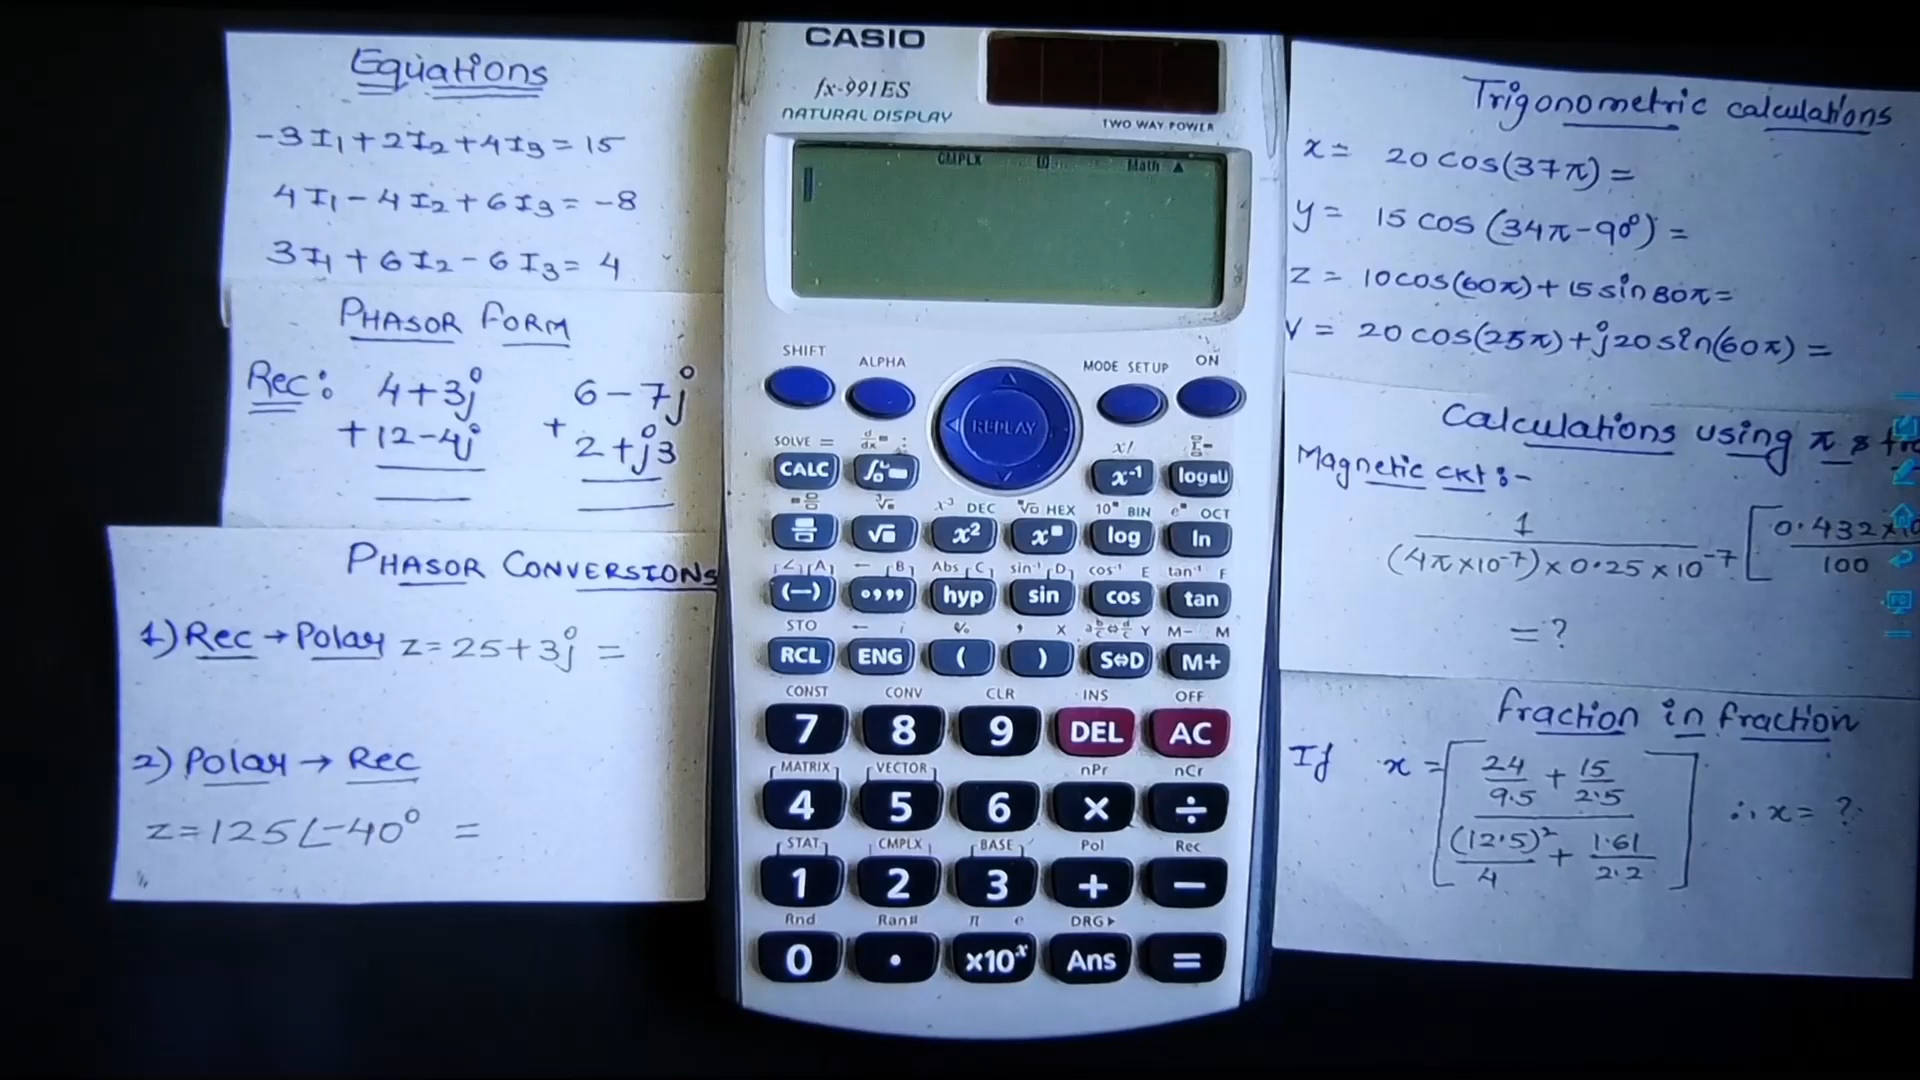 Equations
-3I₁+2I₂+4I₃=15
4I₁-4I₂+6I₃=-8
3I₁+6I₂-6I₃=4
PHASOR FORM
Rec: 4+3j 6-7j
+12-4j + 2+j3
PHASOR CONVERSIONS
1) Rec → Polar z=25+3j =
2) Polar → Rec
z=125∠-40° =
CASIO
fx-991ES
NATURAL DISPLAY
TWO WAY POWER
CMPLX D Math ▲
SHIFT ALPHA MODE SETUP ON
REPLAY
SOLVE = d/dx : x! Σ
CALC ∫ x⁻¹ log
³√ x³ DEC √ HEX 10 BIN e OCT
√ x² x log ln
∠ A ← B Abs C sin⁻¹ D cos⁻¹ E tan⁻¹ F
(—) °,,, hyp sin cos tan
STO ← i % , X a b/c⇔d/c Y M- M
RCL ENG ( ) S⇔D M+
CONST CONV CLR INS OFF
7 8 9 DEL AC
MATRIX VECTOR nPr nCr
4 5 6 × ÷
STAT CMPLX BASE Pol Rec
1 2 3 + −
Rnd Ran# π e DRG▶
0 • ×10ˣ Ans =
Trigonometric calculations
x= 20cos(37π)=
y= 15 cos (34π-90°) =
z = 10cos(60π)+15sin80π=
V = 20cos(25π)+j20sin(60π) =
Calculations using π &
Magnetic ckt:-
1/(4π×10⁻⁷)×0.25×10⁻⁷ [0.432×10/100
=?
fraction in fraction
If x = [(24/9.5 + 15/2.5)/((12.5)²/4 + 1.61/2.2)] ∴ x = ?